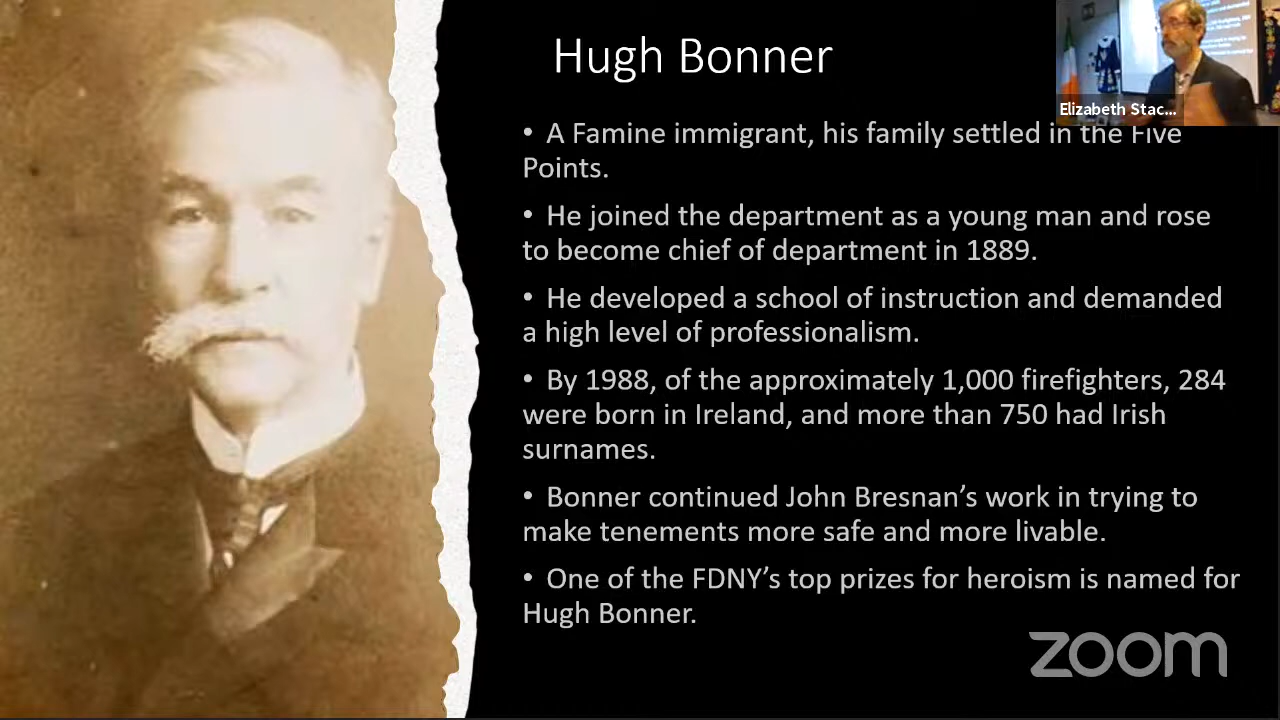 Hugh Bonner
Elizabeth Stac...
• A Famine immigrant, his family settled in the Five
Points.
• He joined the department as a young man and rose
to become chief of department in 1889.
• He developed a school of instruction and demanded
a high level of professionalism.
• By 1988, of the approximately 1,000 firefighters, 284
were born in Ireland, and more than 750 had Irish
surnames.
• Bonner continued John Bresnan’s work in trying to
make tenements more safe and more livable.
• One of the FDNY’s top prizes for heroism is named for
Hugh Bonner.
zoom